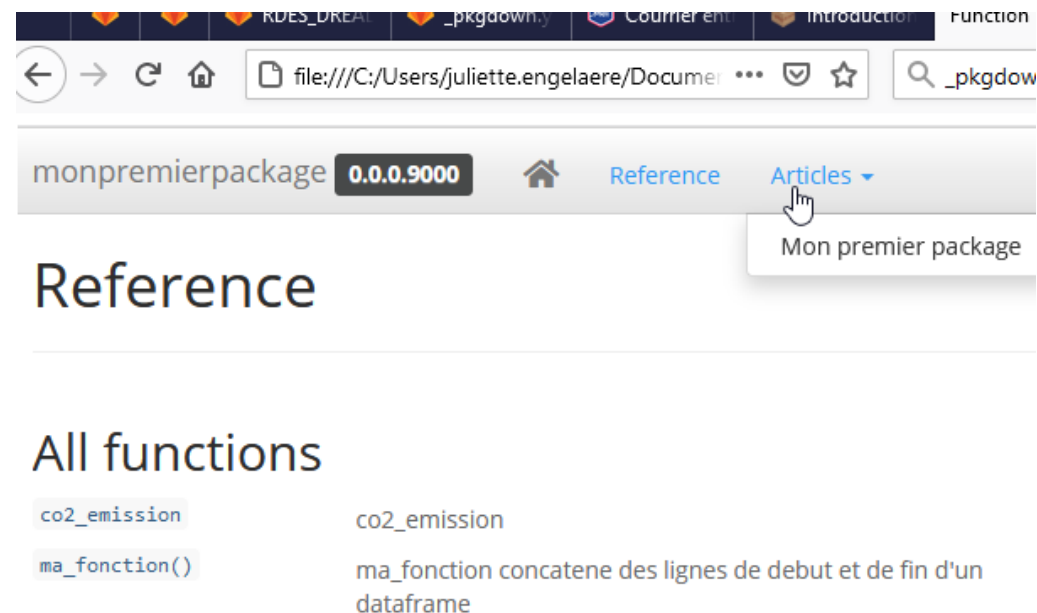 RDES_DREAL
_pkgdown.y
Courrier ent
Introduction
Function
file:///C:/Users/juliette.engelaere/Documen
_pkgdow
monpremierpackage 0.0.0.9000 Reference Articles
Mon premier package
Reference
All functions
co2_emission co2_emission
ma_fonction() ma_fonction concatene des lignes de debut et de fin d'un
dataframe